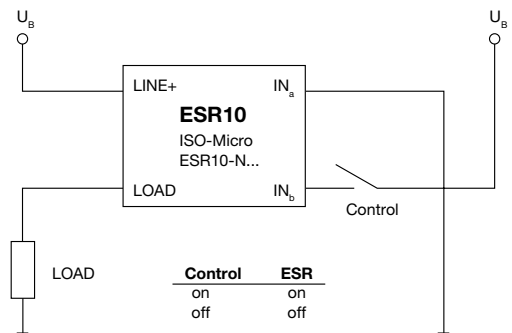 U_B U_B
LINE+ IN_a
ESR10
ISO-Micro
ESR10-N...
LOAD IN_b
Control
LOAD
Control ESR
on on
off off